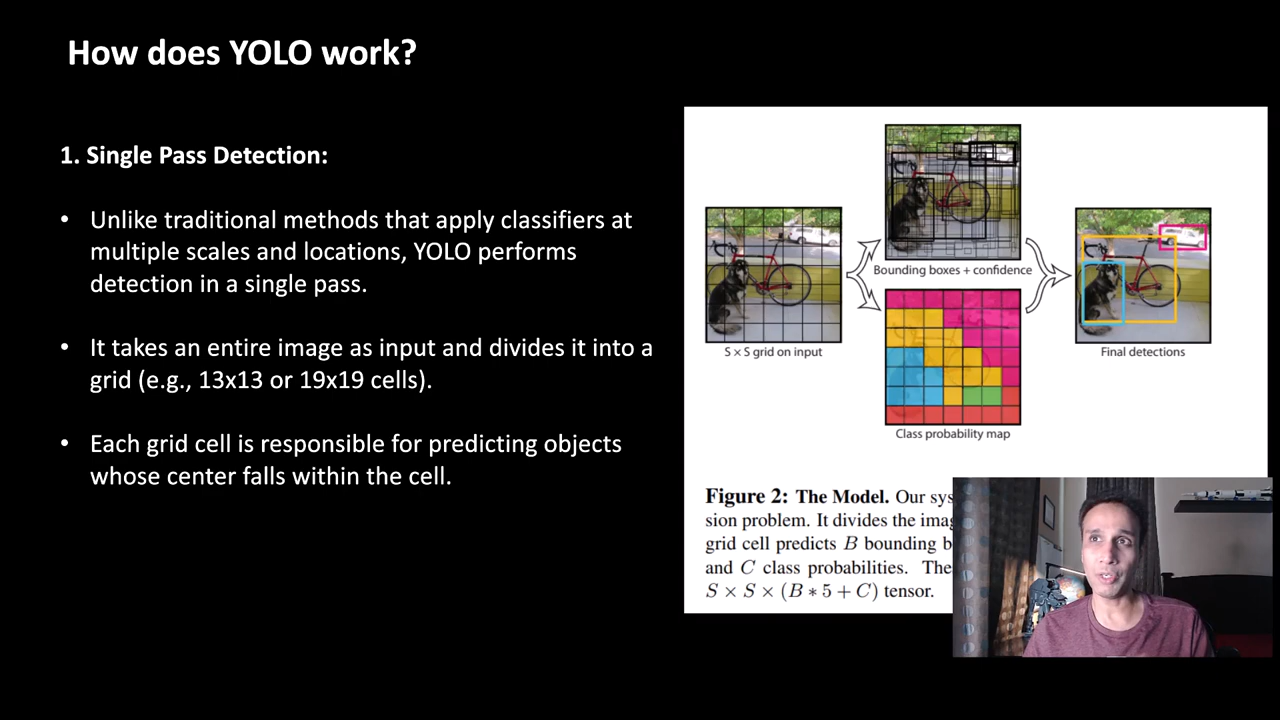 How does YOLO work?
1. Single Pass Detection:
• Unlike traditional methods that apply classifiers at
multiple scales and locations, YOLO performs
detection in a single pass.
• It takes an entire image as input and divides it into a
grid (e.g., 13x13 or 19x19 cells).
• Each grid cell is responsible for predicting objects
whose center falls within the cell.
S × S grid on input
Bounding boxes + confidence
Class probability map
Final detections
Figure 2: The Model. Our sys
sion problem. It divides the imag
grid cell predicts B bounding b
and C class probabilities. The
S × S × (B ∗ 5 + C) tensor.